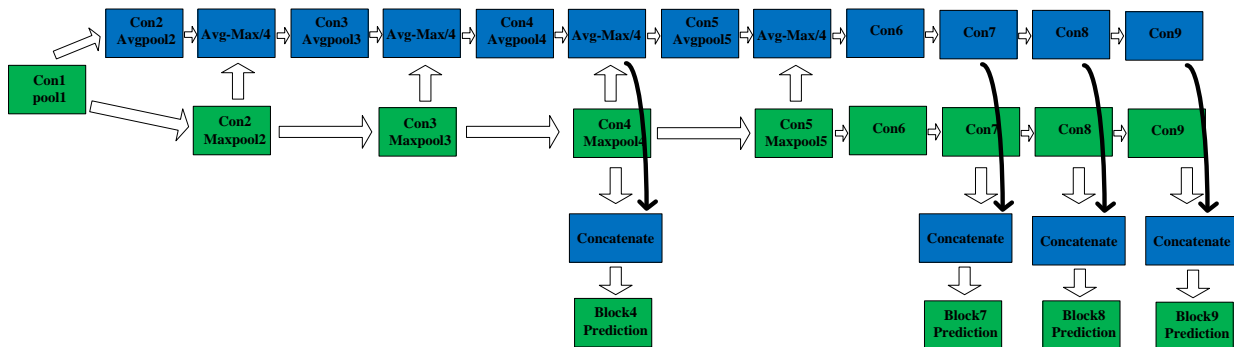 Con2
Avgpool2
Avg-Max/4
Con3
Avgpool3
Avg-Max/4
Con4
Avgpool4
Avg-Max/4
Con5
Avgpool5
Avg-Max/4
Con6
Con7
Con8
Con9
Con1
pool1
Con2
Maxpool2
Con3
Maxpool3
Con4
Maxpool4
Con5
Maxpool5
Con6
Con7
Con8
Con9
Concatenate
Concatenate
Concatenate
Concatenate
Block4
Prediction
Block7
Prediction
Block8
Prediction
Block9
Prediction